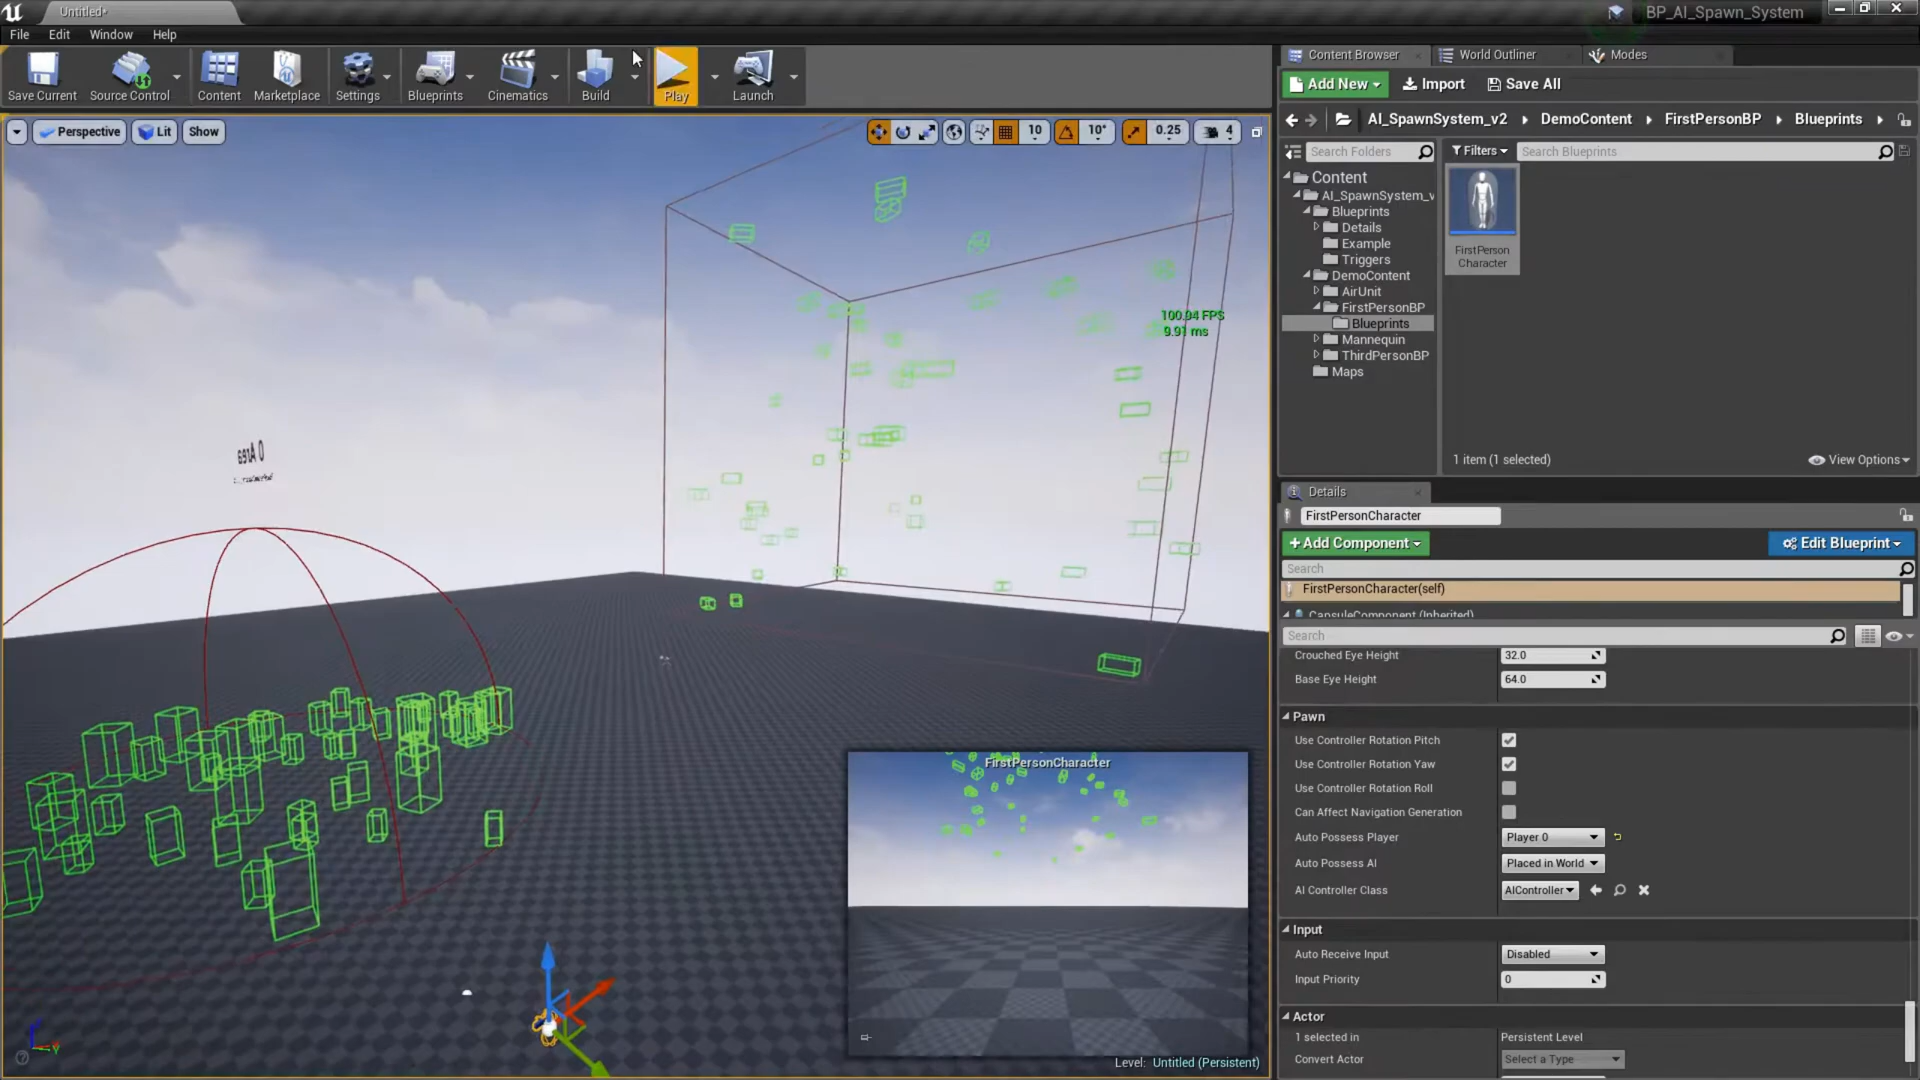 Untitled*
BP_AI_Spawn_System
File Edit Window Help
Save Current
Source Control
Content
Marketplace
Settings
Blueprints
Cinematics
Build
Play
Launch
Perspective
Lit
Show
10
10°
0.25
4
100.94 FPS
9.91 ms
0 Area
FirstPersonCharacter
Level: Untitled (Persistent)
Content Browser
World Outliner
Modes
Add New
Import
Save All
AI_SpawnSystem_v2
DemoContent
FirstPersonBP
Blueprints
Search Folders
Filters
Search Blueprints
Content
AI_SpawnSystem_v
Blueprints
Details
Example
Triggers
DemoContent
AirUnit
FirstPersonBP
Blueprints
Mannequin
ThirdPersonBP
Maps
FirstPerson
Character
1 item (1 selected)
View Options
Details
FirstPersonCharacter
+Add Component
Edit Blueprint
Search
FirstPersonCharacter(self)
CapsuleComponent (Inherited)
Search
Crouched Eye Height 32.0
Base Eye Height 64.0
Pawn
Use Controller Rotation Pitch
Use Controller Rotation Yaw
Use Controller Rotation Roll
Can Affect Navigation Generation
Auto Possess Player Player 0
Auto Possess AI Placed in World
AI Controller Class AIController
Input
Auto Receive Input Disabled
Input Priority 0
Actor
1 selected in Persistent Level
Convert Actor Select a Type